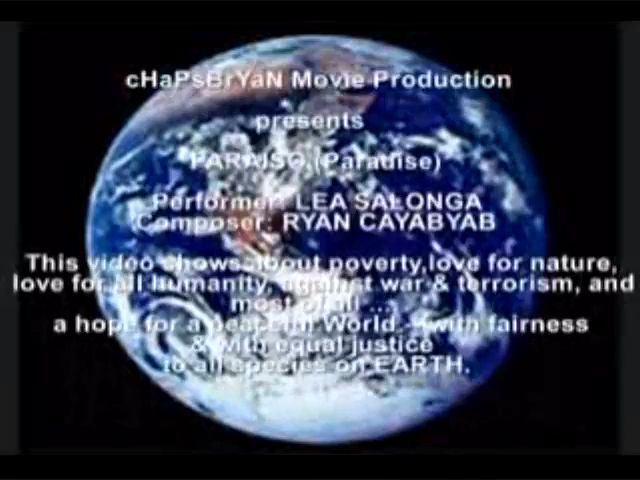 cHaPsBrYaN Movie Production
presents
PARAISO (Paradise)
Performer: LEA SALONGA
Composer: RYAN CAYABYAB
This video shows about poverty,love for nature,
love for all humanity, against war & terrorism, and
most of all ...
a hope for a peaceful World... with fairness
& with equal justice
to all species on EARTH.